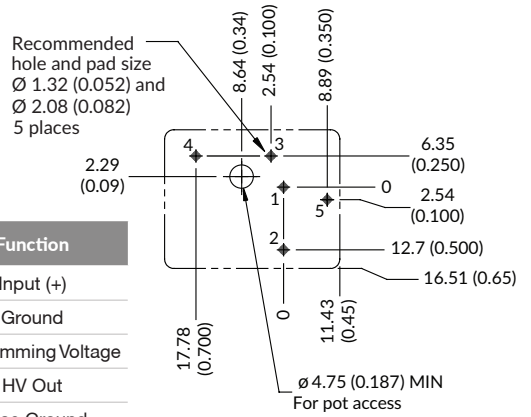 Recommended
hole and pad size
Ø 1.32 (0.052) and
Ø 2.08 (0.082)
5 places
8.64 (0.34)
2.54 (0.100)
8.89 (0.350)
4
3
6.35
(0.250)
2.29
(0.09)
1
0
5
2.54
(0.100)
2
12.7 (0.500)
16.51 (0.65)
17.78
(0.700)
0
11.43
(0.45)
ø 4.75 (0.187) MIN
For pot access
Function
Input (+)
Ground
mming Voltage
HV Out
Ground